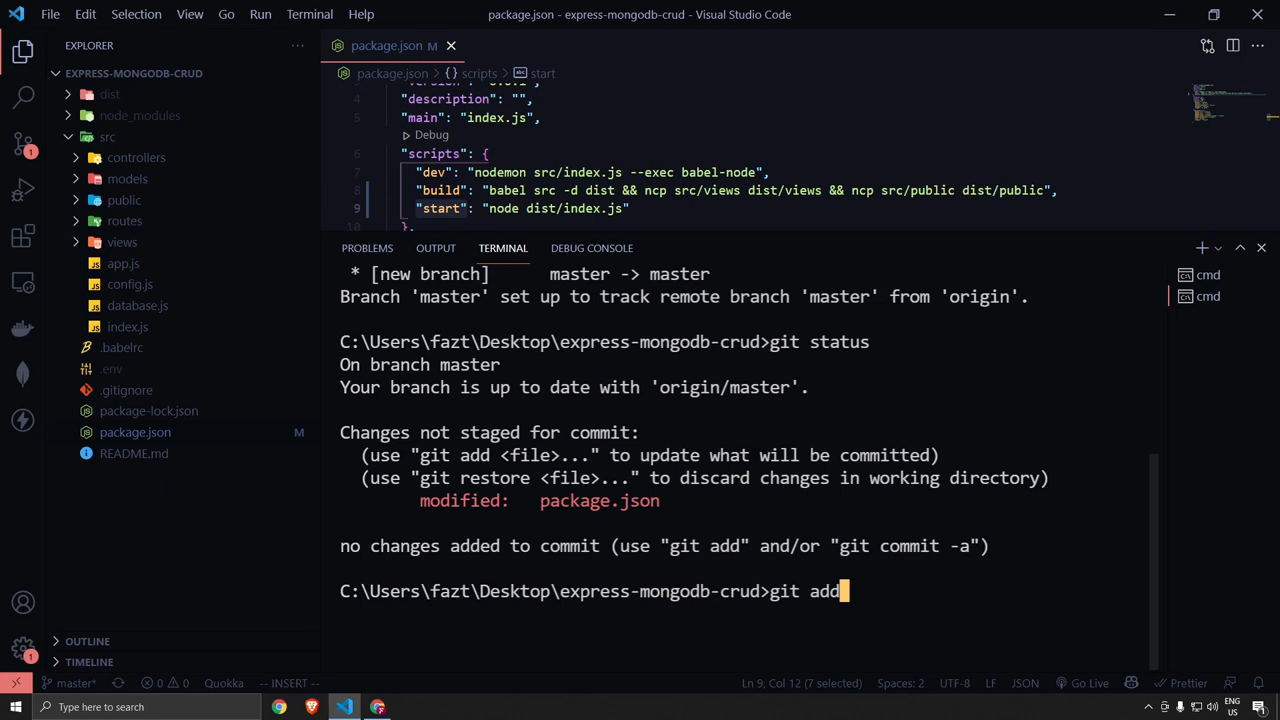 File Edit Selection View Go Run Terminal Help package.json - express-mongodb-crud - Visual Studio Code
EXPLORER
EXPRESS-MONGODB-CRUD
dist
node_modules
src
controllers
models
public
routes
views
app.js
config.js
database.js
index.js
.babelrc
.env
.gitignore
package-lock.json
package.json M
README.md
OUTLINE
TIMELINE
package.json M
package.json > {} scripts > abc start
4 "description": "",
5 "main": "index.js",
Debug
6 "scripts": {
7 "dev": "nodemon src/index.js --exec babel-node",
8 "build": "babel src -d dist && ncp src/views dist/views && ncp src/public dist/public",
9 "start": "node dist/index.js"
},
PROBLEMS OUTPUT TERMINAL DEBUG CONSOLE
cmd
cmd
* [new branch] master -> master
Branch 'master' set up to track remote branch 'master' from 'origin'.
C:\Users\fazt\Desktop\express-mongodb-crud>git status
On branch master
Your branch is up to date with 'origin/master'.
Changes not staged for commit:
(use "git add <file>..." to update what will be committed)
(use "git restore <file>..." to discard changes in working directory)
modified: package.json
no changes added to commit (use "git add" and/or "git commit -a")
C:\Users\fazt\Desktop\express-mongodb-crud>git add
1
1
master* 0 0 Quokka -- INSERT -- Ln 9, Col 12 (7 selected) Spaces: 2 UTF-8 LF JSON Go Live Prettier
Type here to search ENG
US
1